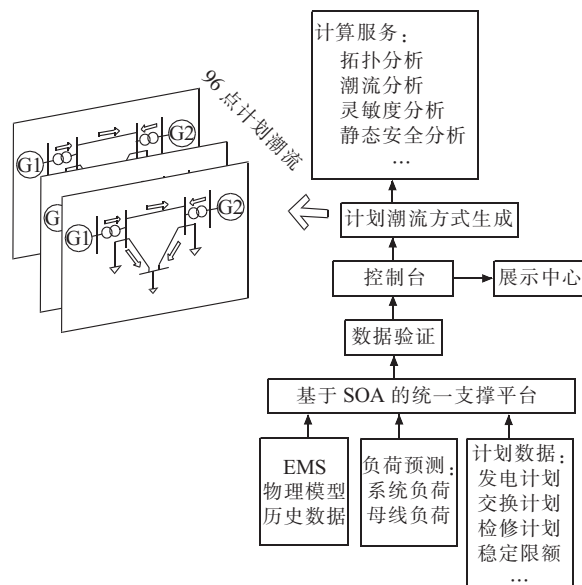 计算服务：
拓扑分析
潮流分析
灵敏度分析
静态安全分析
…
96 点计划潮流
G1
G2
G
G1
G2
计划潮流方式生成
控制台
展示中心
数据验证
基于 SOA 的统一支撑平台
EMS
物理模型
历史数据
负荷预测：
系统负荷
母线负荷
计划数据：
发电计划
交换计划
检修计划
稳定限额
…